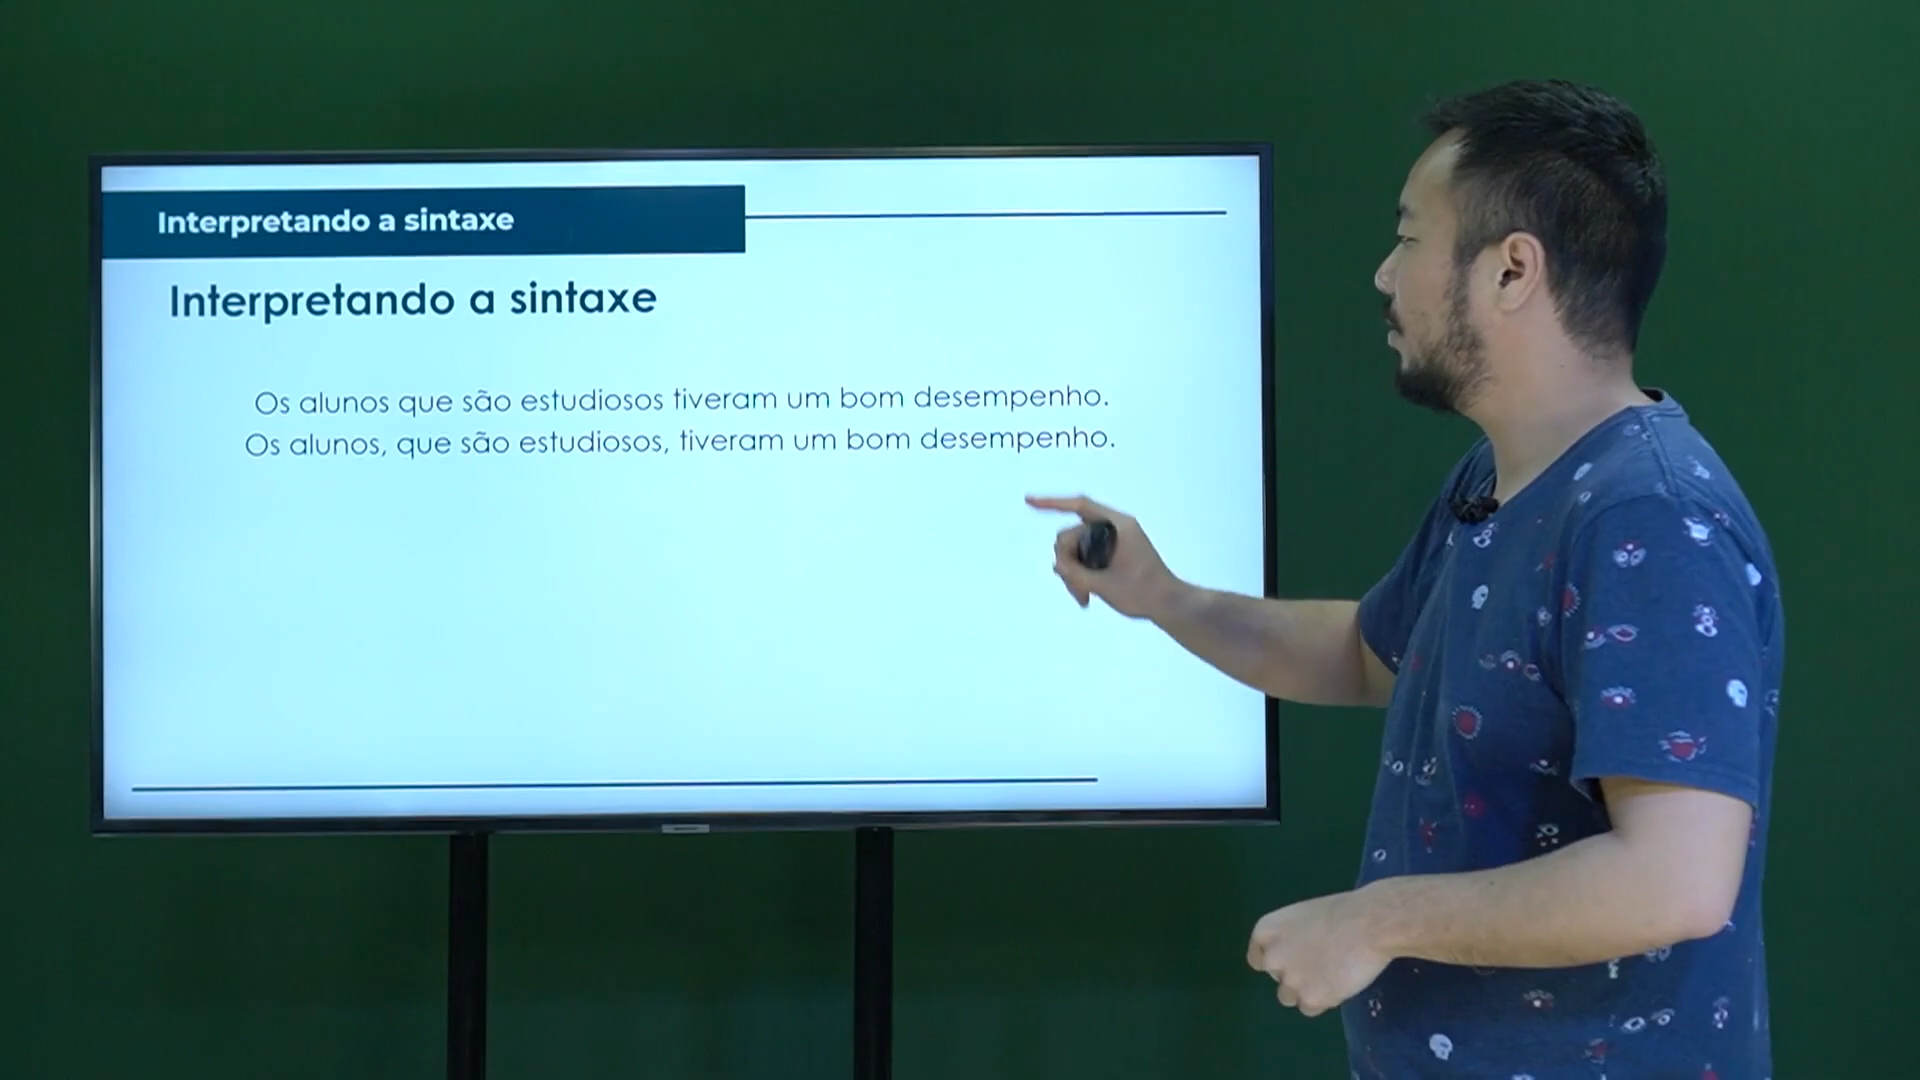 Interpretando a sintaxe
Interpretando a sintaxe
Os alunos que são estudiosos tiveram um bom desempenho.
Os alunos, que são estudiosos, tiveram um bom desempenho.